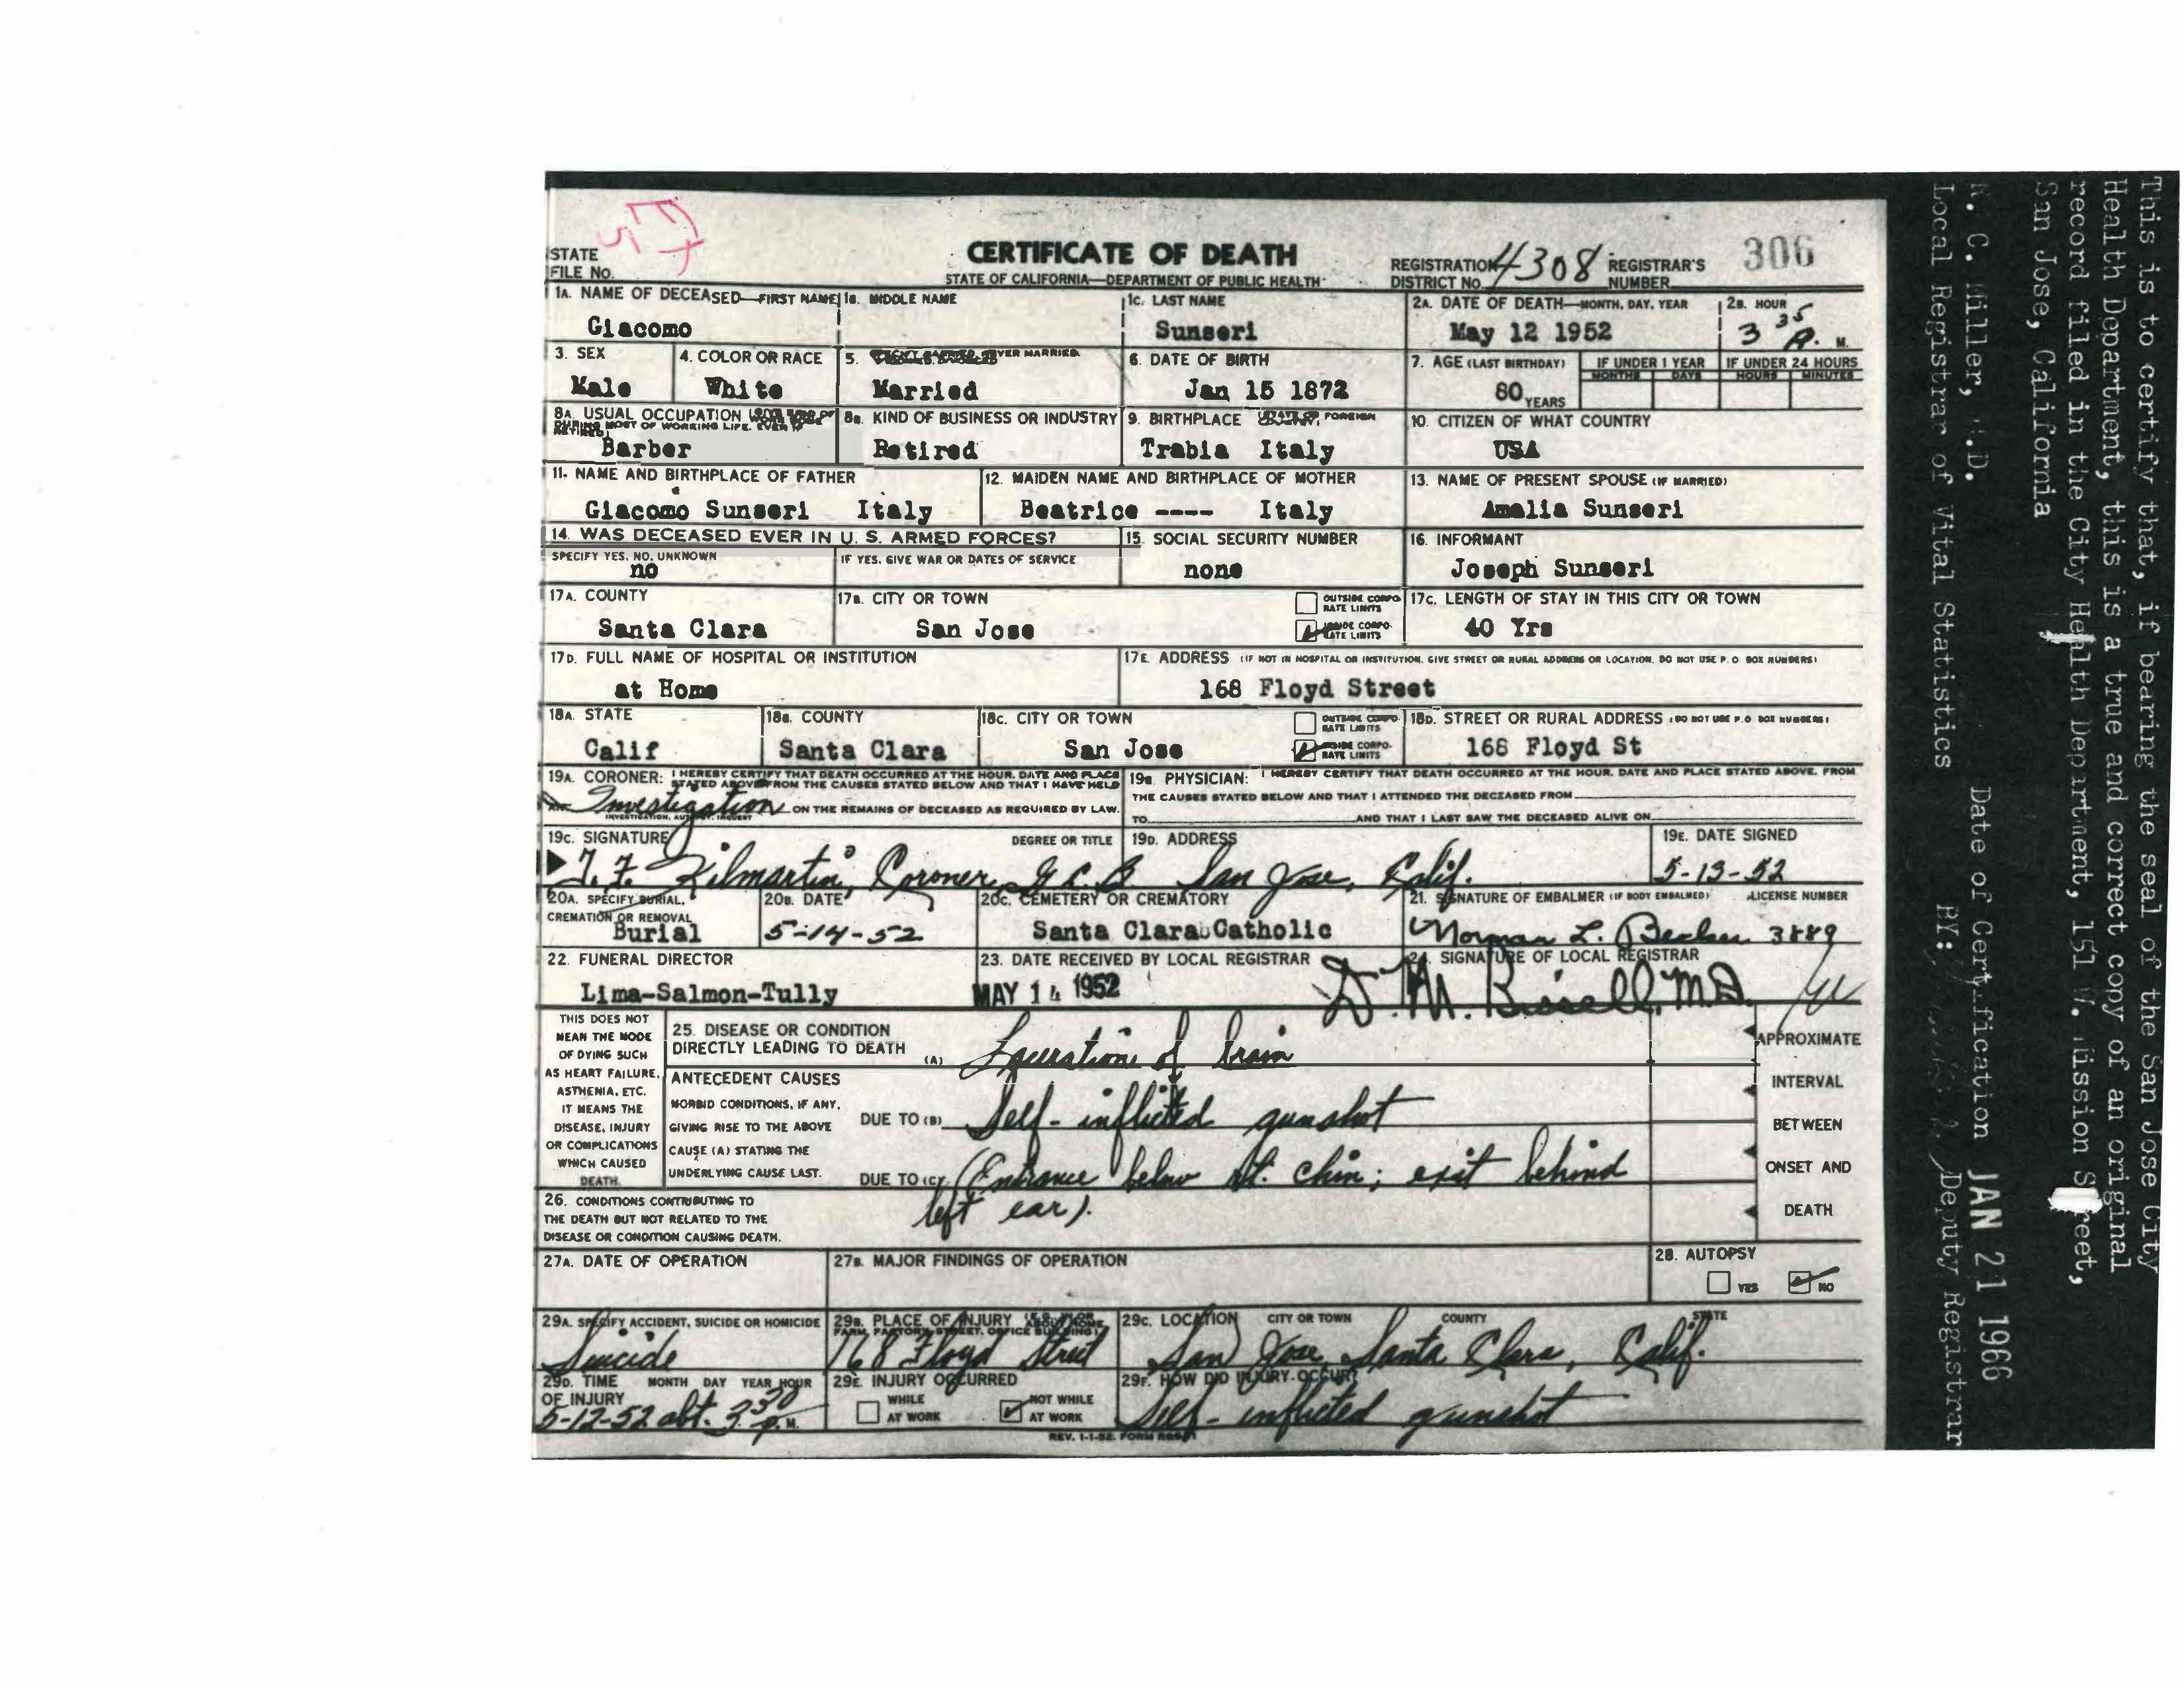 STATE
FILE No.
CERTIFICATE OF DEATH
STATE OF CALIFORNIA—DEPARTMENT OF PUBLIC HEALTH
REGISTRATION DISTRICT No. 4308
REGISTRAR'S NUMBER 306
1A. NAME OF DECEASED—FIRST NAME
Giacomo
1B. MIDDLE NAME
1C. LAST NAME
Sunseri
2A. DATE OF DEATH—MONTH, DAY, YEAR
May 12 1952
2B. HOUR
3 35 M.
3. SEX
Male
4. COLOR OR RACE
White
5. EVER MARRIED
Married
6. DATE OF BIRTH
Jan 15 1872
7. AGE (LAST BIRTHDAY)
80 YEARS
IF UNDER 1 YEAR
MONTHS DAYS
IF UNDER 24 HOURS
HOURS MINUTES
8A. USUAL OCCUPATION
DURING MOST OF WORKING LIFE, EVEN IF RETIRED)
Barber
8B. KIND OF BUSINESS OR INDUSTRY
Retired
9. BIRTHPLACE FOREIGN
Trabia Italy
10. CITIZEN OF WHAT COUNTRY
USA
11. NAME AND BIRTHPLACE OF FATHER
Giacomo Sunseri Italy
12. MAIDEN NAME AND BIRTHPLACE OF MOTHER
Beatrice ---- Italy
13. NAME OF PRESENT SPOUSE (IF MARRIED)
Amalia Sunseri
14. WAS DECEASED EVER IN U. S. ARMED FORCES?
SPECIFY YES, NO, UNKNOWN
no
IF YES, GIVE WAR OR DATES OF SERVICE
15. SOCIAL SECURITY NUMBER
none
16. INFORMANT
Joseph Sunseri
17A. COUNTY
Santa Clara
17B. CITY OR TOWN
San Jose
OUTSIDE CORPORATE LIMITS
INSIDE CORPORATE LIMITS
17C. LENGTH OF STAY IN THIS CITY OR TOWN
40 Yrs
17D. FULL NAME OF HOSPITAL OR INSTITUTION
at Home
17E. ADDRESS (IF NOT IN HOSPITAL OR INSTITUTION, GIVE STREET OR RURAL ADDRESS OR LOCATION. DO NOT USE P. O. BOX NUMBERS)
168 Floyd Street
18A. STATE
Calif
18B. COUNTY
Santa Clara
18C. CITY OR TOWN
San Jose
OUTSIDE CORPORATE LIMITS
INSIDE CORPORATE LIMITS
18D. STREET OR RURAL ADDRESS (DO NOT USE P.O. BOX NUMBERS)
168 Floyd St
19A. CORONER: I HEREBY CERTIFY THAT DEATH OCCURRED AT THE HOUR, DATE AND PLACE STATED ABOVE FROM THE CAUSES STATED BELOW AND THAT I HAVE HELD
Investigation ON THE REMAINS OF DECEASED AS REQUIRED BY LAW.
INVESTIGATION, AUTOPSY, INQUEST
19B. PHYSICIAN: I HEREBY CERTIFY THAT DEATH OCCURRED AT THE HOUR, DATE AND PLACE STATED ABOVE, FROM
THE CAUSES STATED BELOW AND THAT I ATTENDED THE DECEASED FROM
TO AND THAT I LAST SAW THE DECEASED ALIVE ON
19C. SIGNATURE
DEGREE OR TITLE
Kilmartin, Coroner,
19D. ADDRESS
San Jose, Calif.
19E. DATE SIGNED
5-13-52
20A. SPECIFY BURIAL,
CREMATION OR REMOVAL
Burial
20B. DATE
5-14-52
20C. CEMETERY OR CREMATORY
Santa Clara Catholic
21. SIGNATURE OF EMBALMER (IF BODY EMBALMED) LICENSE NUMBER
Norman L. 3889
22. FUNERAL DIRECTOR
Lima-Salmon-Tully
23. DATE RECEIVED BY LOCAL REGISTRAR
MAY 14 1952
24. SIGNATURE OF LOCAL REGISTRAR
D. M. Bissell, M.D.
THIS DOES NOT
MEAN THE MODE
OF DYING SUCH
AS HEART FAILURE,
ASTHENIA, ETC.
IT MEANS THE
DISEASE, INJURY
OR COMPLICATIONS
WHICH CAUSED
DEATH.
25. DISEASE OR CONDITION
DIRECTLY LEADING TO DEATH
(A) Laceration of brain
ANTECEDENT CAUSES
MORBID CONDITIONS, IF ANY,
GIVING RISE TO THE ABOVE
CAUSE (A) STATING THE
UNDERLYING CAUSE LAST.
DUE TO (B) Self-inflicted gunshot
DUE TO (C) (Entrance below rt. chin; exit behind
left ear).
APPROXIMATE
INTERVAL
BETWEEN
ONSET AND
DEATH
26. CONDITIONS CONTRIBUTING TO
THE DEATH BUT NOT RELATED TO THE
DISEASE OR CONDITION CAUSING DEATH.
27A. DATE OF OPERATION
27B. MAJOR FINDINGS OF OPERATION
28. AUTOPSY
YES NO
29A. SPECIFY ACCIDENT, SUICIDE OR HOMICIDE
Suicide
29B. PLACE OF INJURY
FARM, FACTORY, STREET, OFFICE BUILDING)
168 Floyd Street
29C. LOCATION CITY OR TOWN COUNTY STATE
San Jose, Santa Clara, Calif.
29D. TIME MONTH DAY YEAR HOUR
OF INJURY
5-12-52 abt. 3 30 P.M.
29E. INJURY OCCURRED
WHILE AT WORK
NOT WHILE AT WORK
29F. HOW DID INJURY OCCUR?
Self-inflicted gunshot
REV. 1-1-52
This is to certify that, if bearing the seal of the San Jose City
Health Department, this is a true and correct copy of an original
record filed in the City Health Department, 151 W. Mission Street,
San Jose, California
Date of Certification JAN 21 1966
C. Miller, M.D.
Local Registrar of Vital Statistics
BY: Deputy Registrar